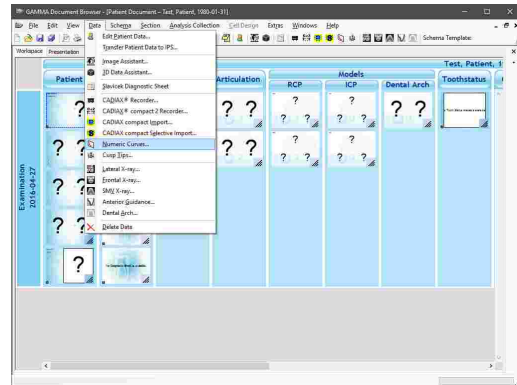 GAMMA Document Browser - [Patient Document - Test, Patient, 1980-01-31]
File Edit View Data Schema Section Analysis Collection Cell Design Extras Windows Help
Schema Template:
Workspace Presentation
Edit Patient Data...
Transfer Patient Data to IPS...
Image Assistant...
3D Data Assistant...
Slavicek Diagnostic Sheet
CADIAX® Recorder...
CADIAX® compact 2 Recorder...
CADIAX compact Import...
CADIAX compact Selective Import...
Numeric Curves...
Cusp Tips...
Lateral X-ray...
Frontal X-ray...
SMV X-ray...
Anterior Guidance...
Dental Arch...
Delete Data
Test, Patient, 1
Patient
Articulation
Models
RCP
ICP
Dental Arch
Toothstatus
Examination
2016-04-27
? ? ? ? ? ? ? ? ? ? ?
? ? ? ? ? ? ? ? ? ?
? ?
? ?
?